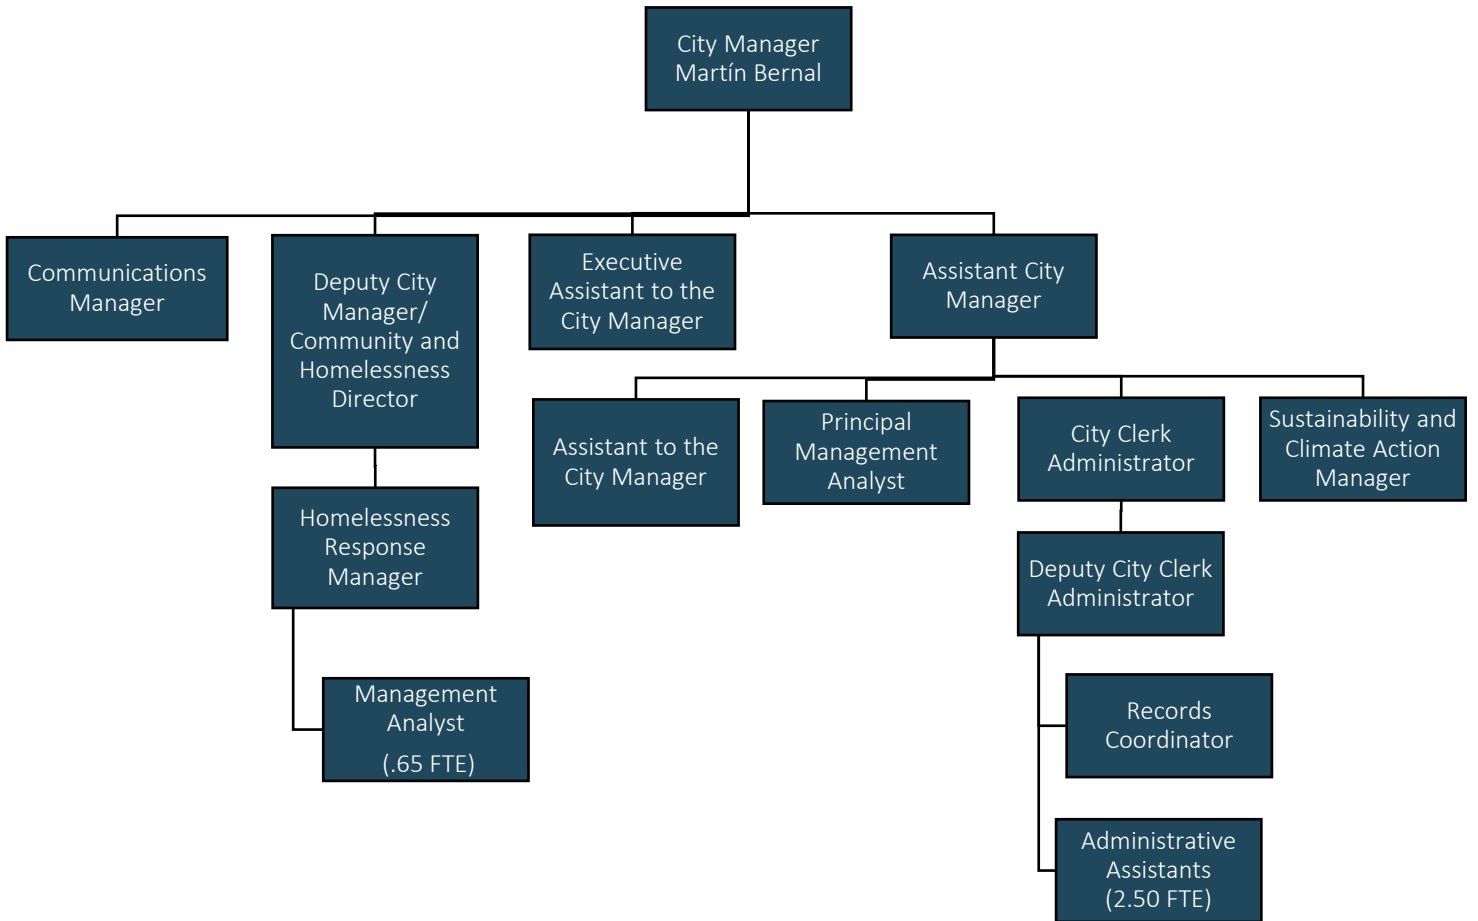 City Manager
Martín Bernal
Communications
Manager
Deputy City
Manager/
Community and
Homelessness
Director
Executive
Assistant to the
City Manager
Assistant City
Manager
Assistant to the
City Manager
Principal
Management
Analyst
City Clerk
Administrator
Sustainability and
Climate Action
Manager
Homelessness
Response
Manager
Deputy City Clerk
Administrator
Management
Analyst
(.65 FTE)
Records
Coordinator
Administrative
Assistants
(2.50 FTE)